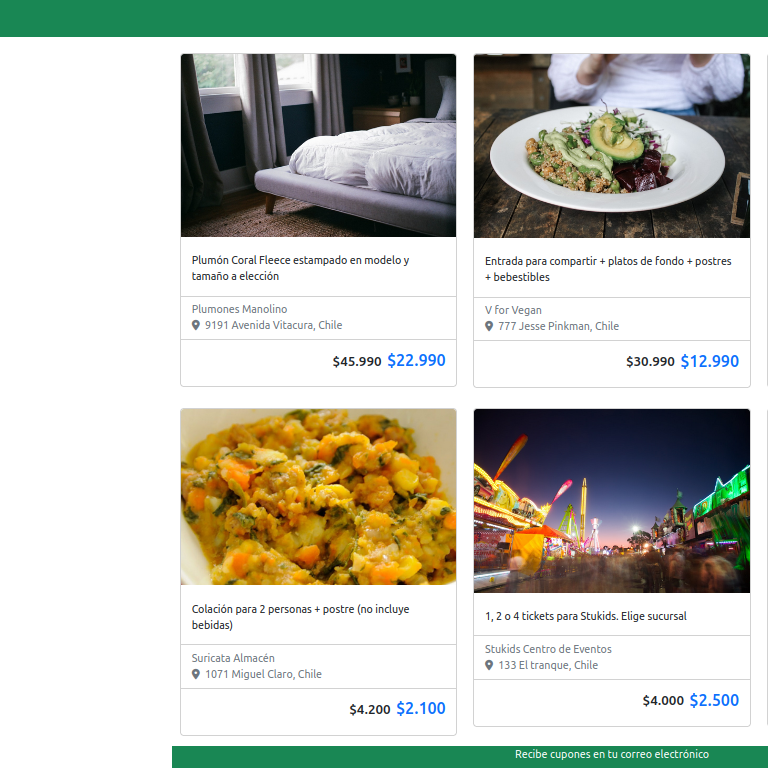 Plumón Coral Fleece estampado en modelo y
tamaño a elección
Plumones Manolino
9191 Avenida Vitacura, Chile
$45.990 $22.990
Entrada para compartir + platos de fondo + postres
+ bebestibles
V for Vegan
777 Jesse Pinkman, Chile
$30.990 $12.990
Colación para 2 personas + postre (no incluye
bebidas)
Suricata Almacén
1071 Miguel Claro, Chile
$4.200 $2.100
1, 2 o 4 tickets para Stukids. Elige sucursal
Stukids Centro de Eventos
133 El tranque, Chile
$4.000 $2.500
Recibe cupones en tu correo electrónico